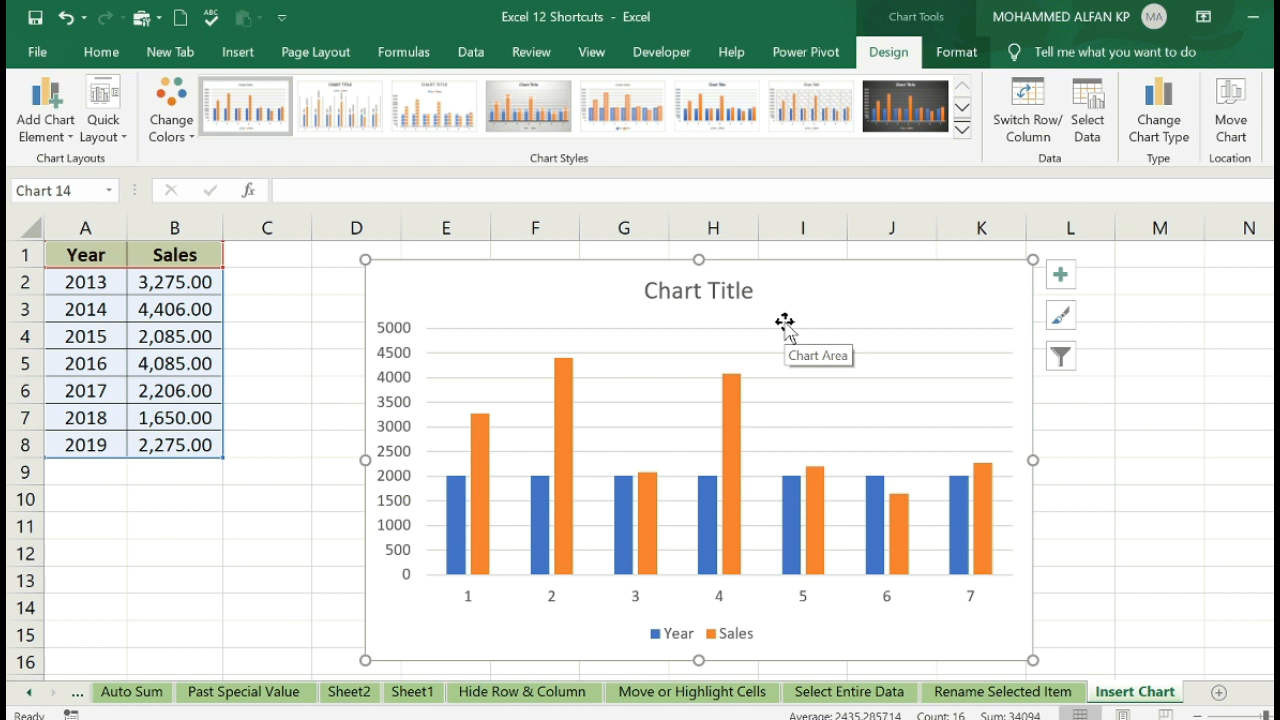 Excel 12 Shortcuts - Excel
Chart Tools
MOHAMMED ALFAN KP
MA
ABC
File Home New Tab Insert Page Layout Formulas Data Review View Developer Help Power Pivot Design Format Tell me what you want to do
Add Chart Element
Quick Layout
Change Colors
Switch Row/ Column
Select Data
Change Chart Type
Move Chart
Chart Layouts
Chart Styles
Data
Type
Location
Chart 14
fx
A B C D E F G H I J K L M N
1 Year Sales
2 2013 3,275.00
3 2014 4,406.00
4 2015 2,085.00
5 2016 4,085.00
6 2017 2,206.00
7 2018 1,650.00
8 2019 2,275.00
9
10
11
12
13
14
15
16
Chart Title
Chart Area
5000
4500
4000
3500
3000
2500
2000
1500
1000
500
0
1 2 3 4 5 6 7
Year Sales
... Auto Sum Past Special Value Sheet2 Sheet1 Hide Row & Column Move or Highlight Cells Select Entire Data Rename Selected Item Insert Chart
Ready Average: 2435.285714 Count: 16 Sum: 34094